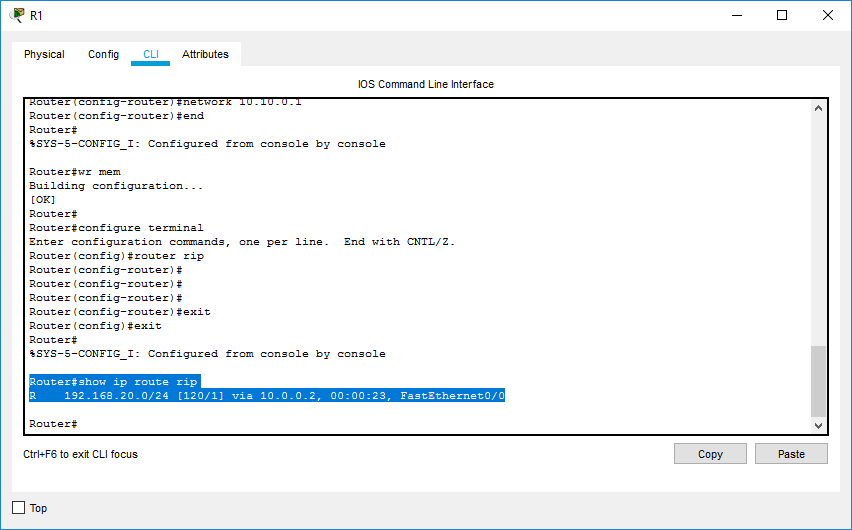 R1
Physical Config CLI Attributes
IOS Command Line Interface
Router(config-router)#network 10.10.0.1
Router(config-router)#end
Router#
%SYS-5-CONFIG_I: Configured from console by console
Router#wr mem
Building configuration...
[OK]
Router#
Router#configure terminal
Enter configuration commands, one per line.  End with CNTL/Z.
Router(config)#router rip
Router(config-router)#
Router(config-router)#
Router(config-router)#
Router(config-router)#exit
Router(config)#exit
Router#
%SYS-5-CONFIG_I: Configured from console by console
Router#show ip route rip
R    192.168.20.0/24 [120/1] via 10.0.0.2, 00:00:23, FastEthernet0/0
Router#
Ctrl+F6 to exit CLI focus Copy Paste
Top